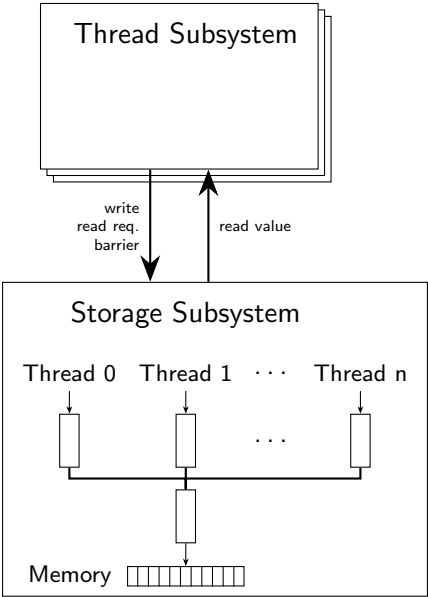 Thread Subsystem
write
read req.
barrier
read value
Storage Subsystem
Thread 0 Thread 1 · · · Thread n
· · ·
Memory